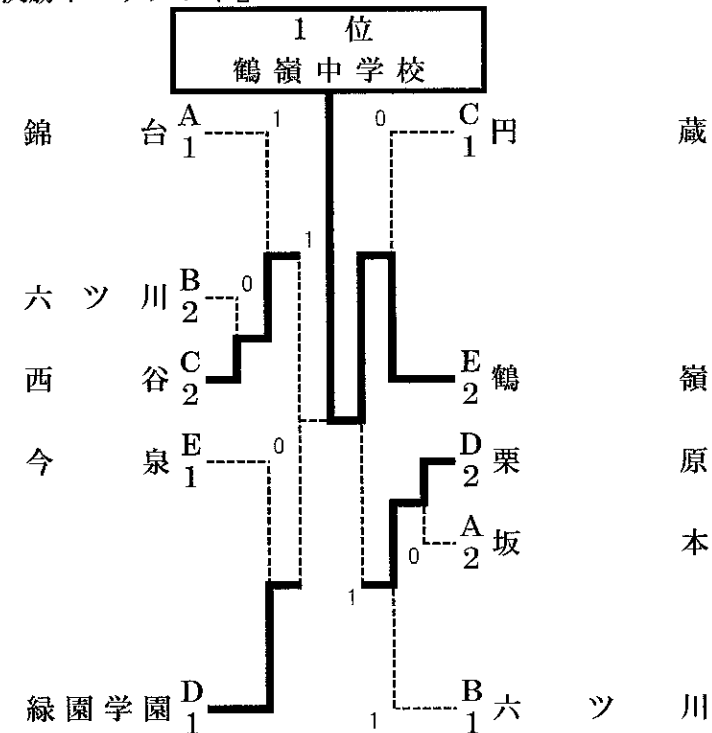 1 位
鶴嶺中学校
錦 台 A 1 1 0 C 1 円 蔵
1
六 ツ 川 B 2 0
西 谷 C 2 E 2 鶴 嶺
今 泉 E 1 0 D 2 栗 原
0 A 2 坂 本
1
緑園学園 D 1 1 B 1 六 ツ 川